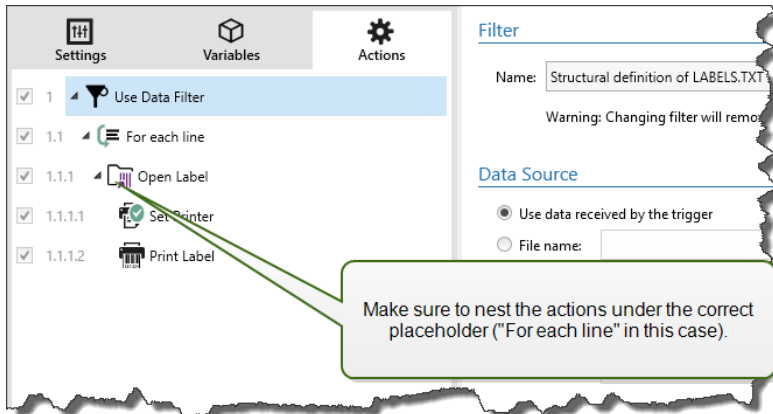 Settings
Variables
Actions
1 Use Data Filter
1.1 For each line
1.1.1 Open Label
1.1.1.1 Set Printer
1.1.1.2 Print Label
Filter
Name: Structural definition of LABELS.TXT
Warning: Changing filter will remo
Data Source
Use data received by the trigger
File name:
Make sure to nest the actions under the correct
placeholder ("For each line" in this case).